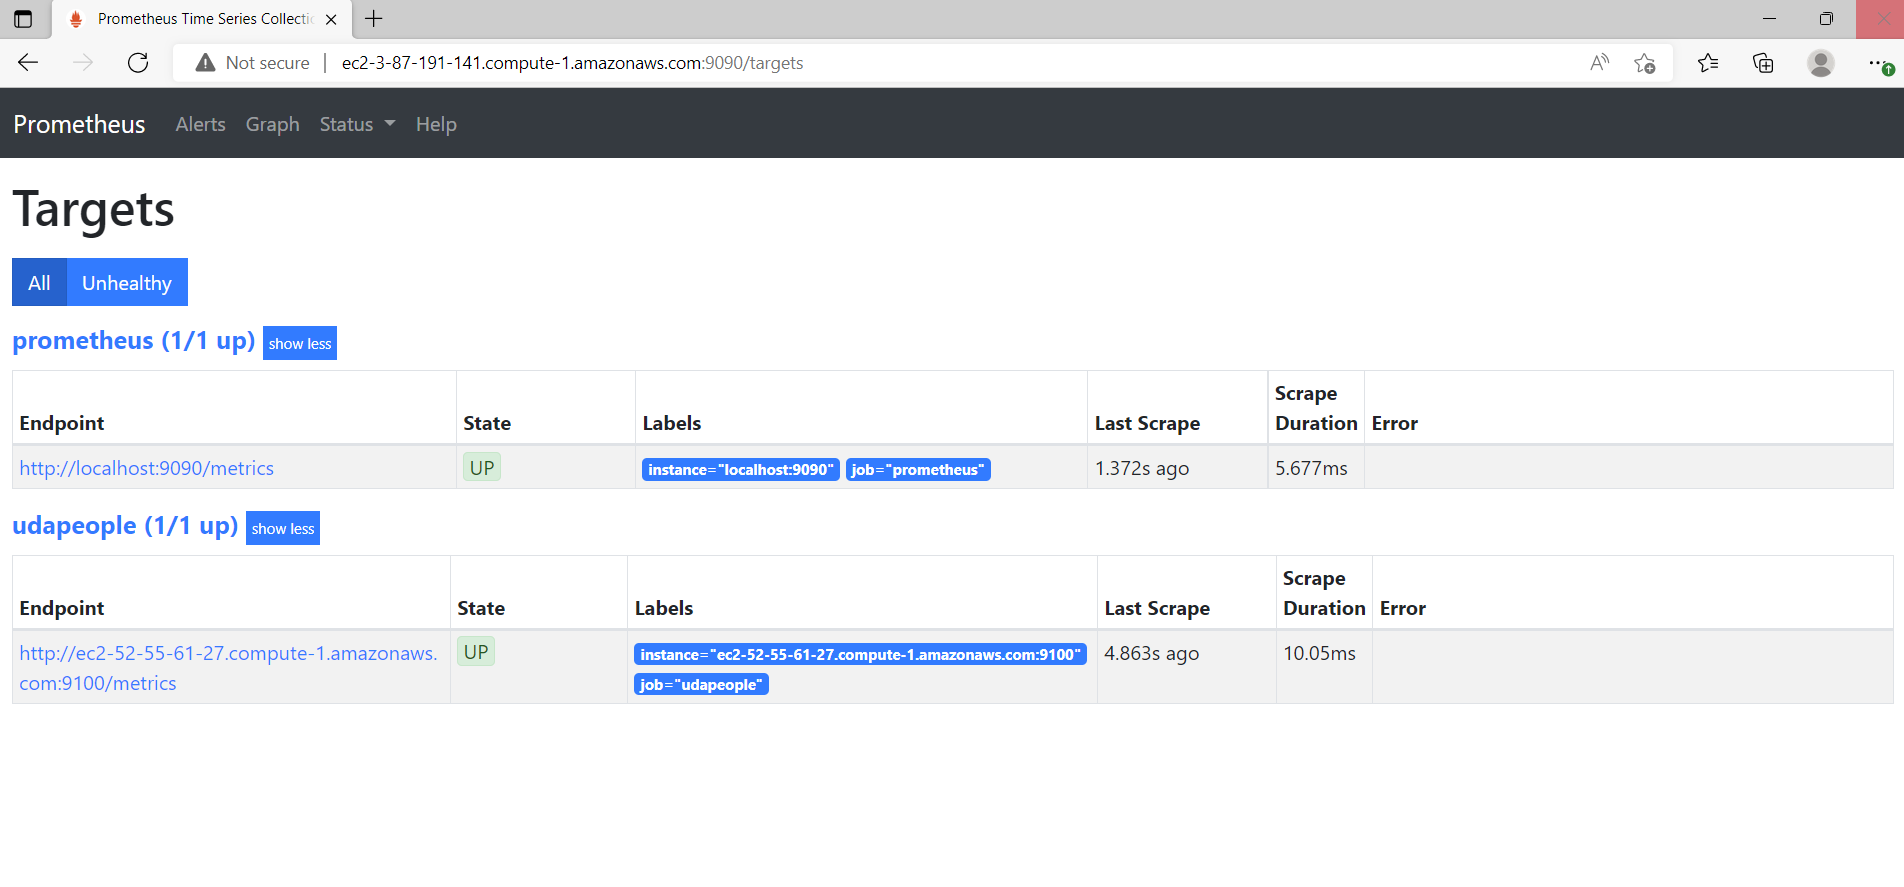 Prometheus Time Series Collectio
Not secure | ec2-3-87-191-141.compute-1.amazonaws.com:9090/targets
Prometheus Alerts Graph Status Help
Targets
All Unhealthy
prometheus (1/1 up) show less
Endpoint State Labels Last Scrape Scrape Duration Error
http://localhost:9090/metrics UP instance="localhost:9090" job="prometheus" 1.372s ago 5.677ms
udapeople (1/1 up) show less
Endpoint State Labels Last Scrape Scrape Duration Error
http://ec2-52-55-61-27.compute-1.amazonaws. UP instance="ec2-52-55-61-27.compute-1.amazonaws.com:9100" 4.863s ago 10.05ms
com:9100/metrics job="udapeople"